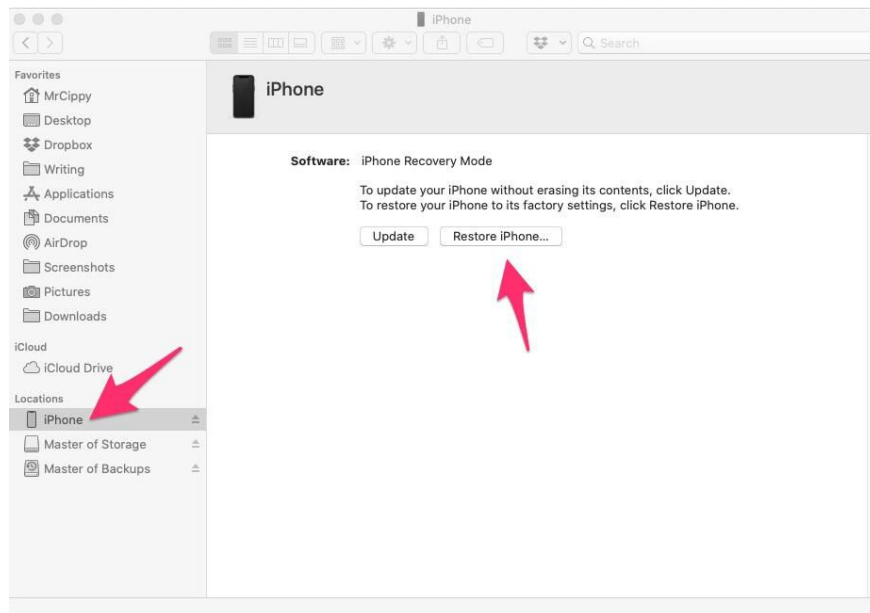 iPhone
Search
Favorites
MrCippy
Desktop
Dropbox
Writing
Applications
Documents
AirDrop
Screenshots
Pictures
Downloads
iCloud
iCloud Drive
Locations
iPhone
Master of Storage
Master of Backups
iPhone
Software: iPhone Recovery Mode
To update your iPhone without erasing its contents, click Update.
To restore your iPhone to its factory settings, click Restore iPhone.
Update Restore iPhone...